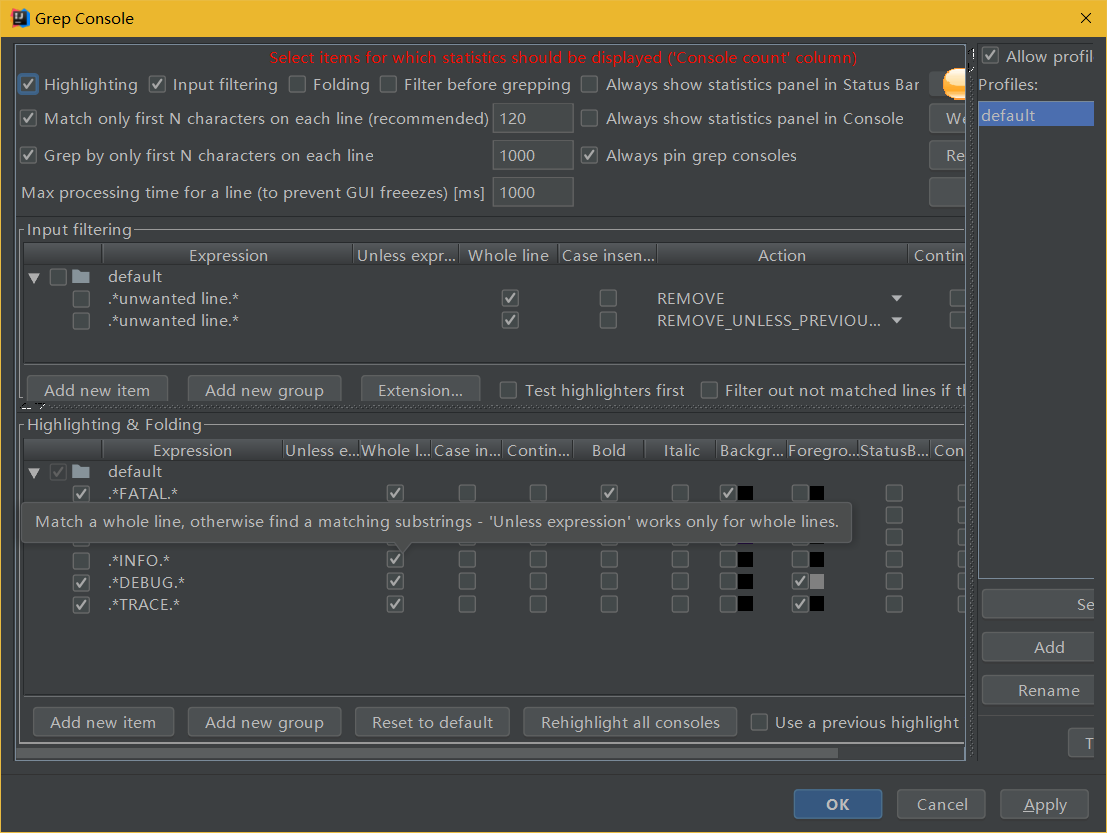 Grep Console
Select items for which statistics should be displayed ('Console count' column)
Allow profil
Highlighting Input filtering Folding Filter before grepping Always show statistics panel in Status Bar
Profiles:
Match only first N characters on each line (recommended) 120 Always show statistics panel in Console We
default
Grep by only first N characters on each line 1000 Always pin grep consoles Re
Max processing time for a line (to prevent GUI freeezes) [ms] 1000
Input filtering
Expression Unless expr... Whole line Case insen... Action Contin
default
.*unwanted line.* REMOVE
.*unwanted line.* REMOVE_UNLESS_PREVIOU...
Add new item Add new group Extension... Test highlighters first Filter out not matched lines if th
Highlighting & Folding
Expression Unless e... Whole l... Case in... Contin... Bold Italic Backgr... Foregro... StatusB... Con
default
.*FATAL.*
Match a whole line, otherwise find a matching substrings - 'Unless expression' works only for whole lines.
.*INFO.*
.*DEBUG.*
.*TRACE.*
Se
Add
Rename
Add new item Add new group Reset to default Rehighlight all consoles Use a previous highlight
T
OK Cancel Apply